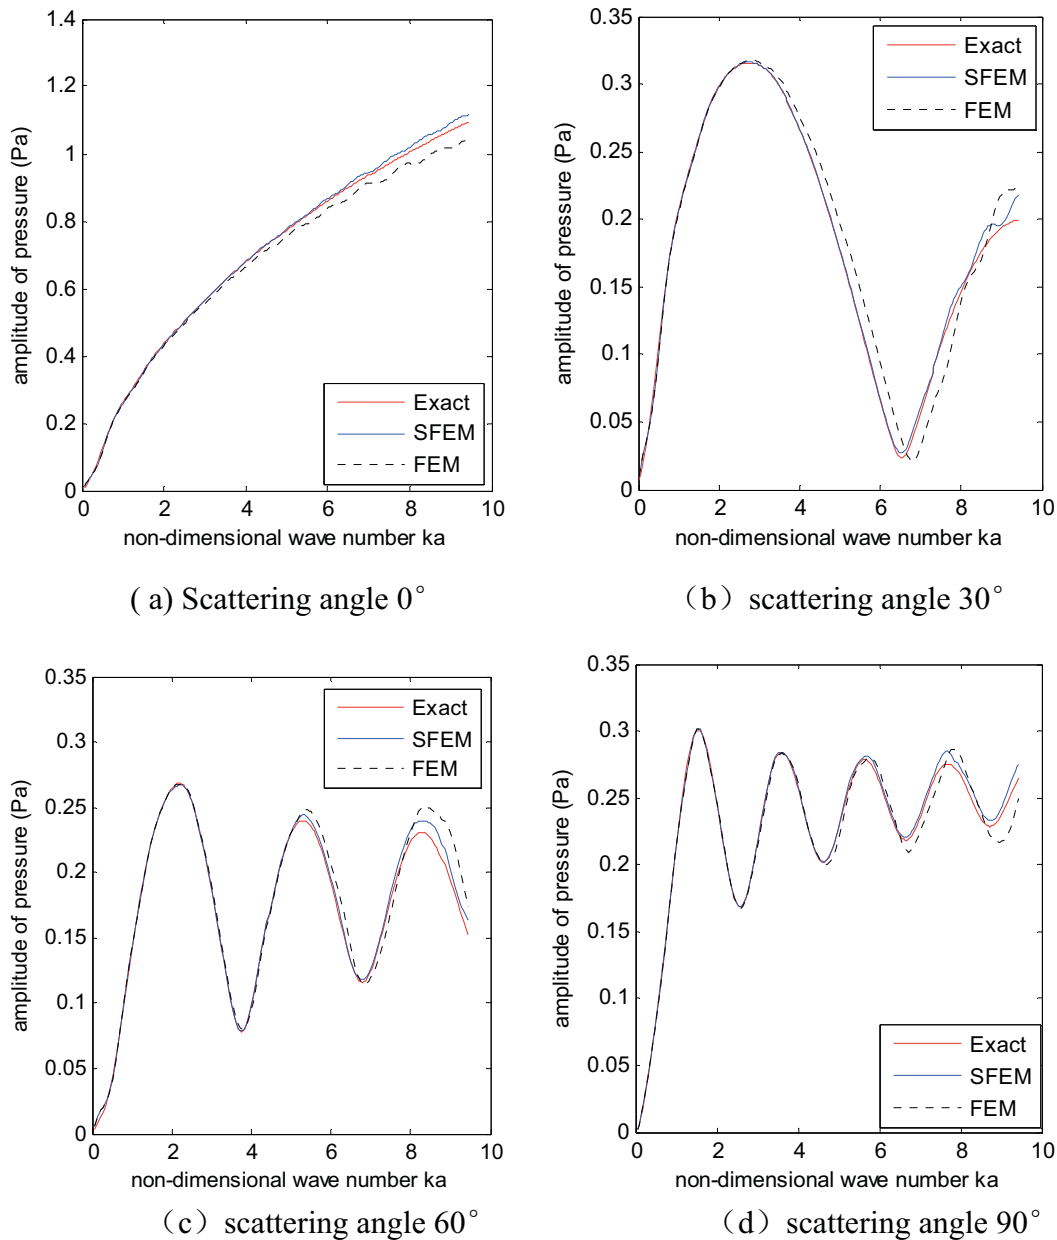 1.4
1.2
1
0.8
0.6
0.4
0.2
0
0 2 4 6 8 10
amplitude of pressure (Pa)
non-dimensional wave number ka
Exact
SFEM
FEM
( a) Scattering angle 0°
0.35
0.3
0.25
0.2
0.15
0.1
0.05
0
0 2 4 6 8 10
amplitude of pressure (Pa)
non-dimensional wave number ka
Exact
SFEM
FEM
（b）scattering angle 30°
0.35
0.3
0.25
0.2
0.15
0.1
0.05
0
0 2 4 6 8 10
amplitude of pressure (Pa)
non-dimensional wave number ka
Exact
SFEM
FEM
（c）scattering angle 60°
0.35
0.3
0.25
0.2
0.15
0.1
0.05
0
0 2 4 6 8 10
amplitude of pressure (Pa)
non-dimensional wave number ka
Exact
SFEM
FEM
（d）scattering angle 90°